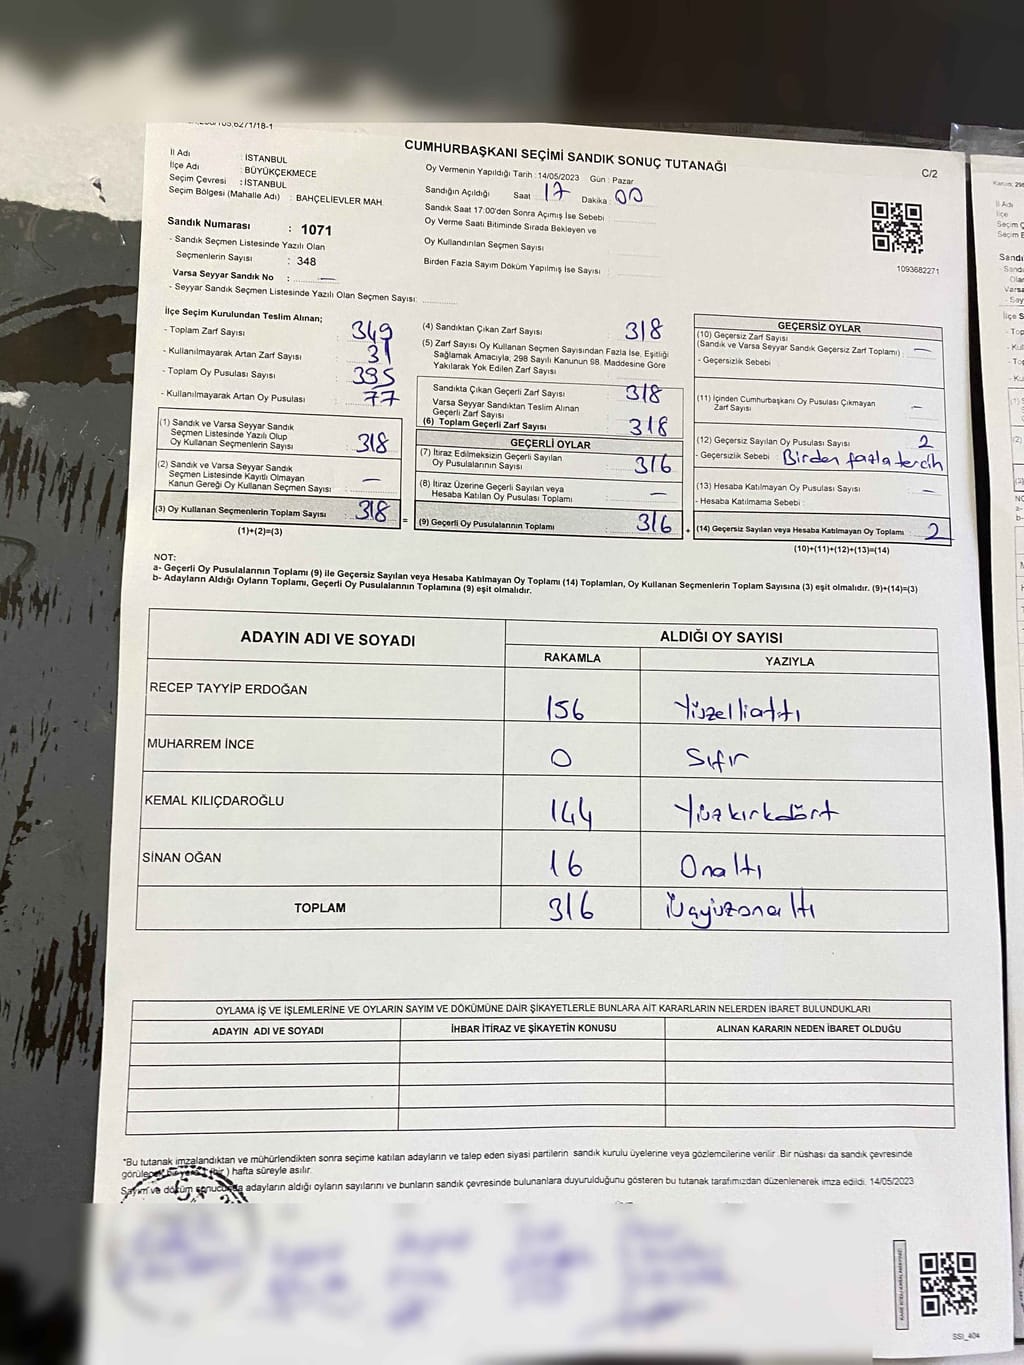 CUMHURBAŞKANI SEÇİMİ SANDIK SONUÇ TUTANAĞI
C/2
İl Adı : İSTANBUL
İlçe Adı : BÜYÜKÇEKMECE
Seçim Çevresi : İSTANBUL
Seçim Bölgesi (Mahalle Adı) : BAHÇELİEVLER MAH.
Oy Vermenin Yapıldığı Tarih : 14/05/2023 Gün : Pazar
Sandığın Açıldığı Saat 17 Dakika : 00
Sandık Saat 17:00'den Sonra Açımış İse Sebebi :
Oy Verme Saati Bitiminde Sırada Bekleyen ve
Oy Kullandırılan Seçmen Sayısı
Birden Fazla Sayım Döküm Yapılmış İse Sayısı
1093682271
Sandık Numarası : 1071
- Sandık Seçmen Listesinde Yazılı Olan
Seçmenlerin Sayısı : 348
Varsa Seyyar Sandık No : —
- Seyyar Sandık Seçmen Listesinde Yazılı Olan Seçmen Sayısı:
İlçe Seçim Kurulundan Teslim Alınan;
- Toplam Zarf Sayısı 349
- Kullanılmayarak Artan Zarf Sayısı 31
- Toplam Oy Pusulası Sayısı 395
- Kullanılmayarak Artan Oy Pusulası 77
(1) Sandık ve Varsa Seyyar Sandık
Seçmen Listesinde Yazılı Olup
Oy Kullanan Seçmenlerin Sayısı 318
(2) Sandık ve Varsa Seyyar Sandık
Seçmen Listesinde Kayıtlı Olmayan
Kanun Gereği Oy Kullanan Seçmen Sayısı —
(3) Oy Kullanan Seçmenlerin Toplam Sayısı 318
(1)+(2)=(3)
=
(4) Sandıktan Çıkan Zarf Sayısı 318
(5) Zarf Sayısı Oy Kullanan Seçmen Sayısından Fazla İse, Eşitliği
Sağlamak Amacıyla, 298 Sayılı Kanunun 98. Maddesine Göre
Yakılarak Yok Edilen Zarf Sayısı
Sandıkta Çıkan Geçerli Zarf Sayısı 318
Varsa Seyyar Sandıktan Teslim Alınan
Geçerli Zarf Sayısı
(6) Toplam Geçerli Zarf Sayısı 318
GEÇERLİ OYLAR
(7) İtiraz Edilmeksizin Geçerli Sayılan
Oy Pusulalarının Sayısı 316
(8) İtiraz Üzerine Geçerli Sayılan veya
Hesaba Katılan Oy Pusulası Toplamı —
(9) Geçerli Oy Pusulalarının Toplamı 316
+
GEÇERSİZ OYLAR
(10) Geçersiz Zarf Sayısı
(Sandık ve Varsa Seyyar Sandık Geçersiz Zarf Toplamı) : —
- Geçersizlik Sebebi :
(11) İçinden Cumhurbaşkanı Oy Pusulası Çıkmayan
Zarf Sayısı —
(12) Geçersiz Sayılan Oy Pusulası Sayısı 2
- Geçersizlik Sebebi : Birden fazla tercih
(13) Hesaba Katılmayan Oy Pusulası Sayısı —
- Hesaba Katılmama Sebebi :
(14) Geçersiz Sayılan veya Hesaba Katılmayan Oy Toplamı 2
(10)+(11)+(12)+(13)=(14)
NOT:
a- Geçerli Oy Pusulalarının Toplamı (9) ile Geçersiz Sayılan veya Hesaba Katılmayan Oy Toplamı (14) Toplamları, Oy Kullanan Seçmenlerin Toplam Sayısına (3) eşit olmalıdır. (9)+(14)=(3)
b- Adayların Aldığı Oyların Toplamı, Geçerli Oy Pusulalarının Toplamına (9) eşit olmalıdır.
ADAYIN ADI VE SOYADI
ALDIĞI OY SAYISI
RAKAMLA YAZIYLA
RECEP TAYYİP ERDOĞAN 156 Yüzelliatltı
MUHARREM İNCE 0 Sıfır
KEMAL KILIÇDAROĞLU 144 Yüzkırkdört
SİNAN OĞAN 16 Onaltı
TOPLAM 316 Üçyüzonaltı
OYLAMA İŞ VE İŞLEMLERİNE VE OYLARIN SAYIM VE DÖKÜMÜNE DAİR ŞİKAYETLERLE BUNLARA AİT KARARLARIN NELERDEN İBARET BULUNDUKLARI
ADAYIN ADI VE SOYADI İHBAR İTİRAZ VE ŞİKAYETİN KONUSU ALINAN KARARIN NEDEN İBARET OLDUĞU
*Bu tutanak imzalandıktan ve mühürlendikten sonra seçime katılan adayların ve talep eden siyasi partilerin sandık kurulu üyelerine veya gözlemcilerine verilir .Bir nüshası da sandık çevresinde
hafta süreyle asılır.
Sayım ve döküm sonucunda adayların aldığı oyların sayılarını ve bunların sandık çevresinde bulunanlara duyurulduğunu gösteren bu tutanak tarafımızdan düzenlenerek imza edildi. 14/05/2023
SSI_404